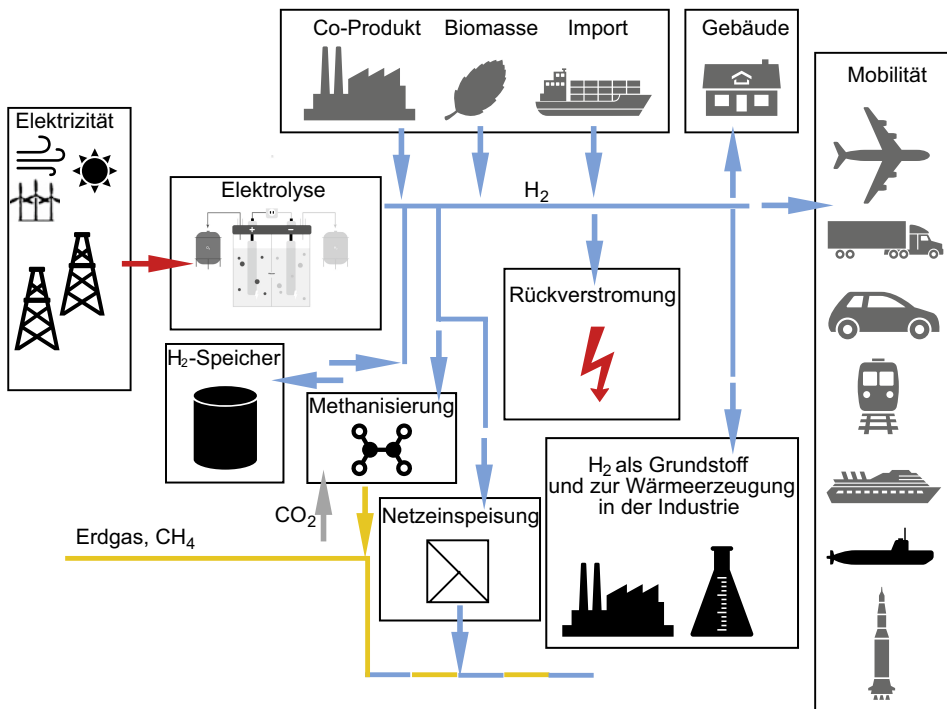 Co-Produkt
Biomasse
Import
Gebäude
Mobilität
Elektrizität
Elektrolyse
+
−
H₂
Rückverstromung
H₂-Speicher
Methanisierung
H₂ als Grundstoff
und zur Wärmeerzeugung
in der Industrie
CO₂
Netzeinspeisung
Erdgas, CH₄